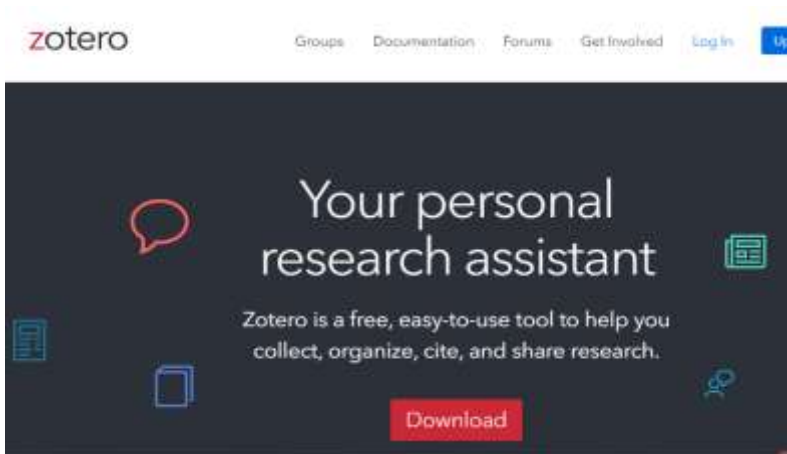 zotero
Groups Documentation Forums Get Involved Log In Up
Your personal
research assistant
Zotero is a free, easy-to-use tool to help you
collect, organize, cite, and share research.
Download